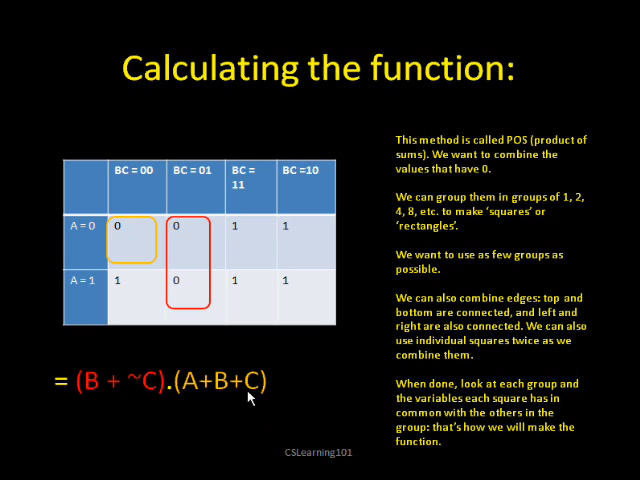 Calculating the function:
This method is called POS (product of
sums). We want to combine the
values that have 0.
We can group them in groups of 1, 2,
4, 8, etc. to make ‘squares’ or
‘rectangles’.
We want to use as few groups as
possible.
We can also combine edges: top and
bottom are connected, and left and
right are also connected. We can also
use individual squares twice as we
combine them.
When done, look at each group and
the variables each square has in
common with the others in the
group: that’s how we will make the
function.
BC = 00 BC = 01 BC = 11 BC =10
A = 0 0 0 1 1
A = 1 1 0 1 1
= (B + ~C).(A+B+C)
CSLearning101